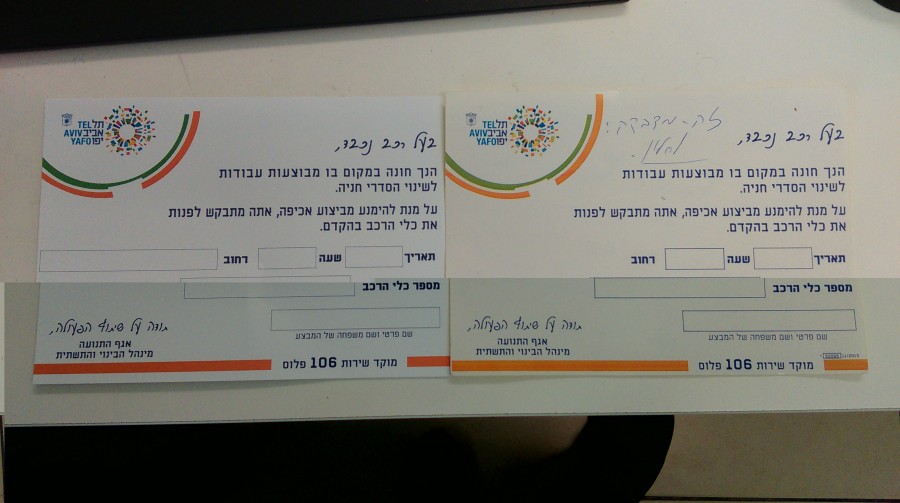 תל TEL
אביב AVIV
יפו YAFO
בעל רכב נכבד,
הנך חונה במקום בו מבוצעות עבודות
לשינוי הסדרי חניה.
על מנת להימנע מביצוע אכיפה, אתה מתבקש לפנות
את כלי הרכב בהקדם.
תאריך שעה רחוב
מספר כלי הרכב
שם פרטי ושם משפחה של המבצע
תודה על שיתוף הפעולה,
אגף התנועה
מינהל הבינוי והתשתית
מוקד שירות 106 פלוס
תל TEL
אביב AVIV
יפו YAFO
זה - מדבקה!
בעל רכב נכבד,
הנך חונה במקום בו מבוצעות עבודות
לשינוי הסדרי חניה.
על מנת להימנע מביצוע אכיפה, אתה מתבקש לפנות
את כלי הרכב בהקדם.
תאריך שעה רחוב
מספר כלי הרכב
שם פרטי ושם משפחה של המבצע
תודה על שיתוף הפעולה,
אגף התנועה
מינהל הבינוי והתשתית
מוקד שירות 106 פלוס